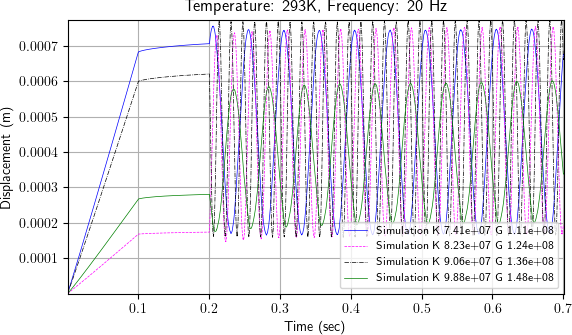 Temperature: 293K, Frequency: 20 Hz
Displacement (m)
0.0007
0.0006
0.0005
0.0004
0.0003
0.0002
0.0001
Simulation K 7.41e+07 G 1.11e+08
Simulation K 8.23e+07 G 1.24e+08
Simulation K 9.06e+07 G 1.36e+08
Simulation K 9.88e+07 G 1.48e+08
0.1 0.2 0.3 0.4 0.5 0.6 0.7
Time (sec)